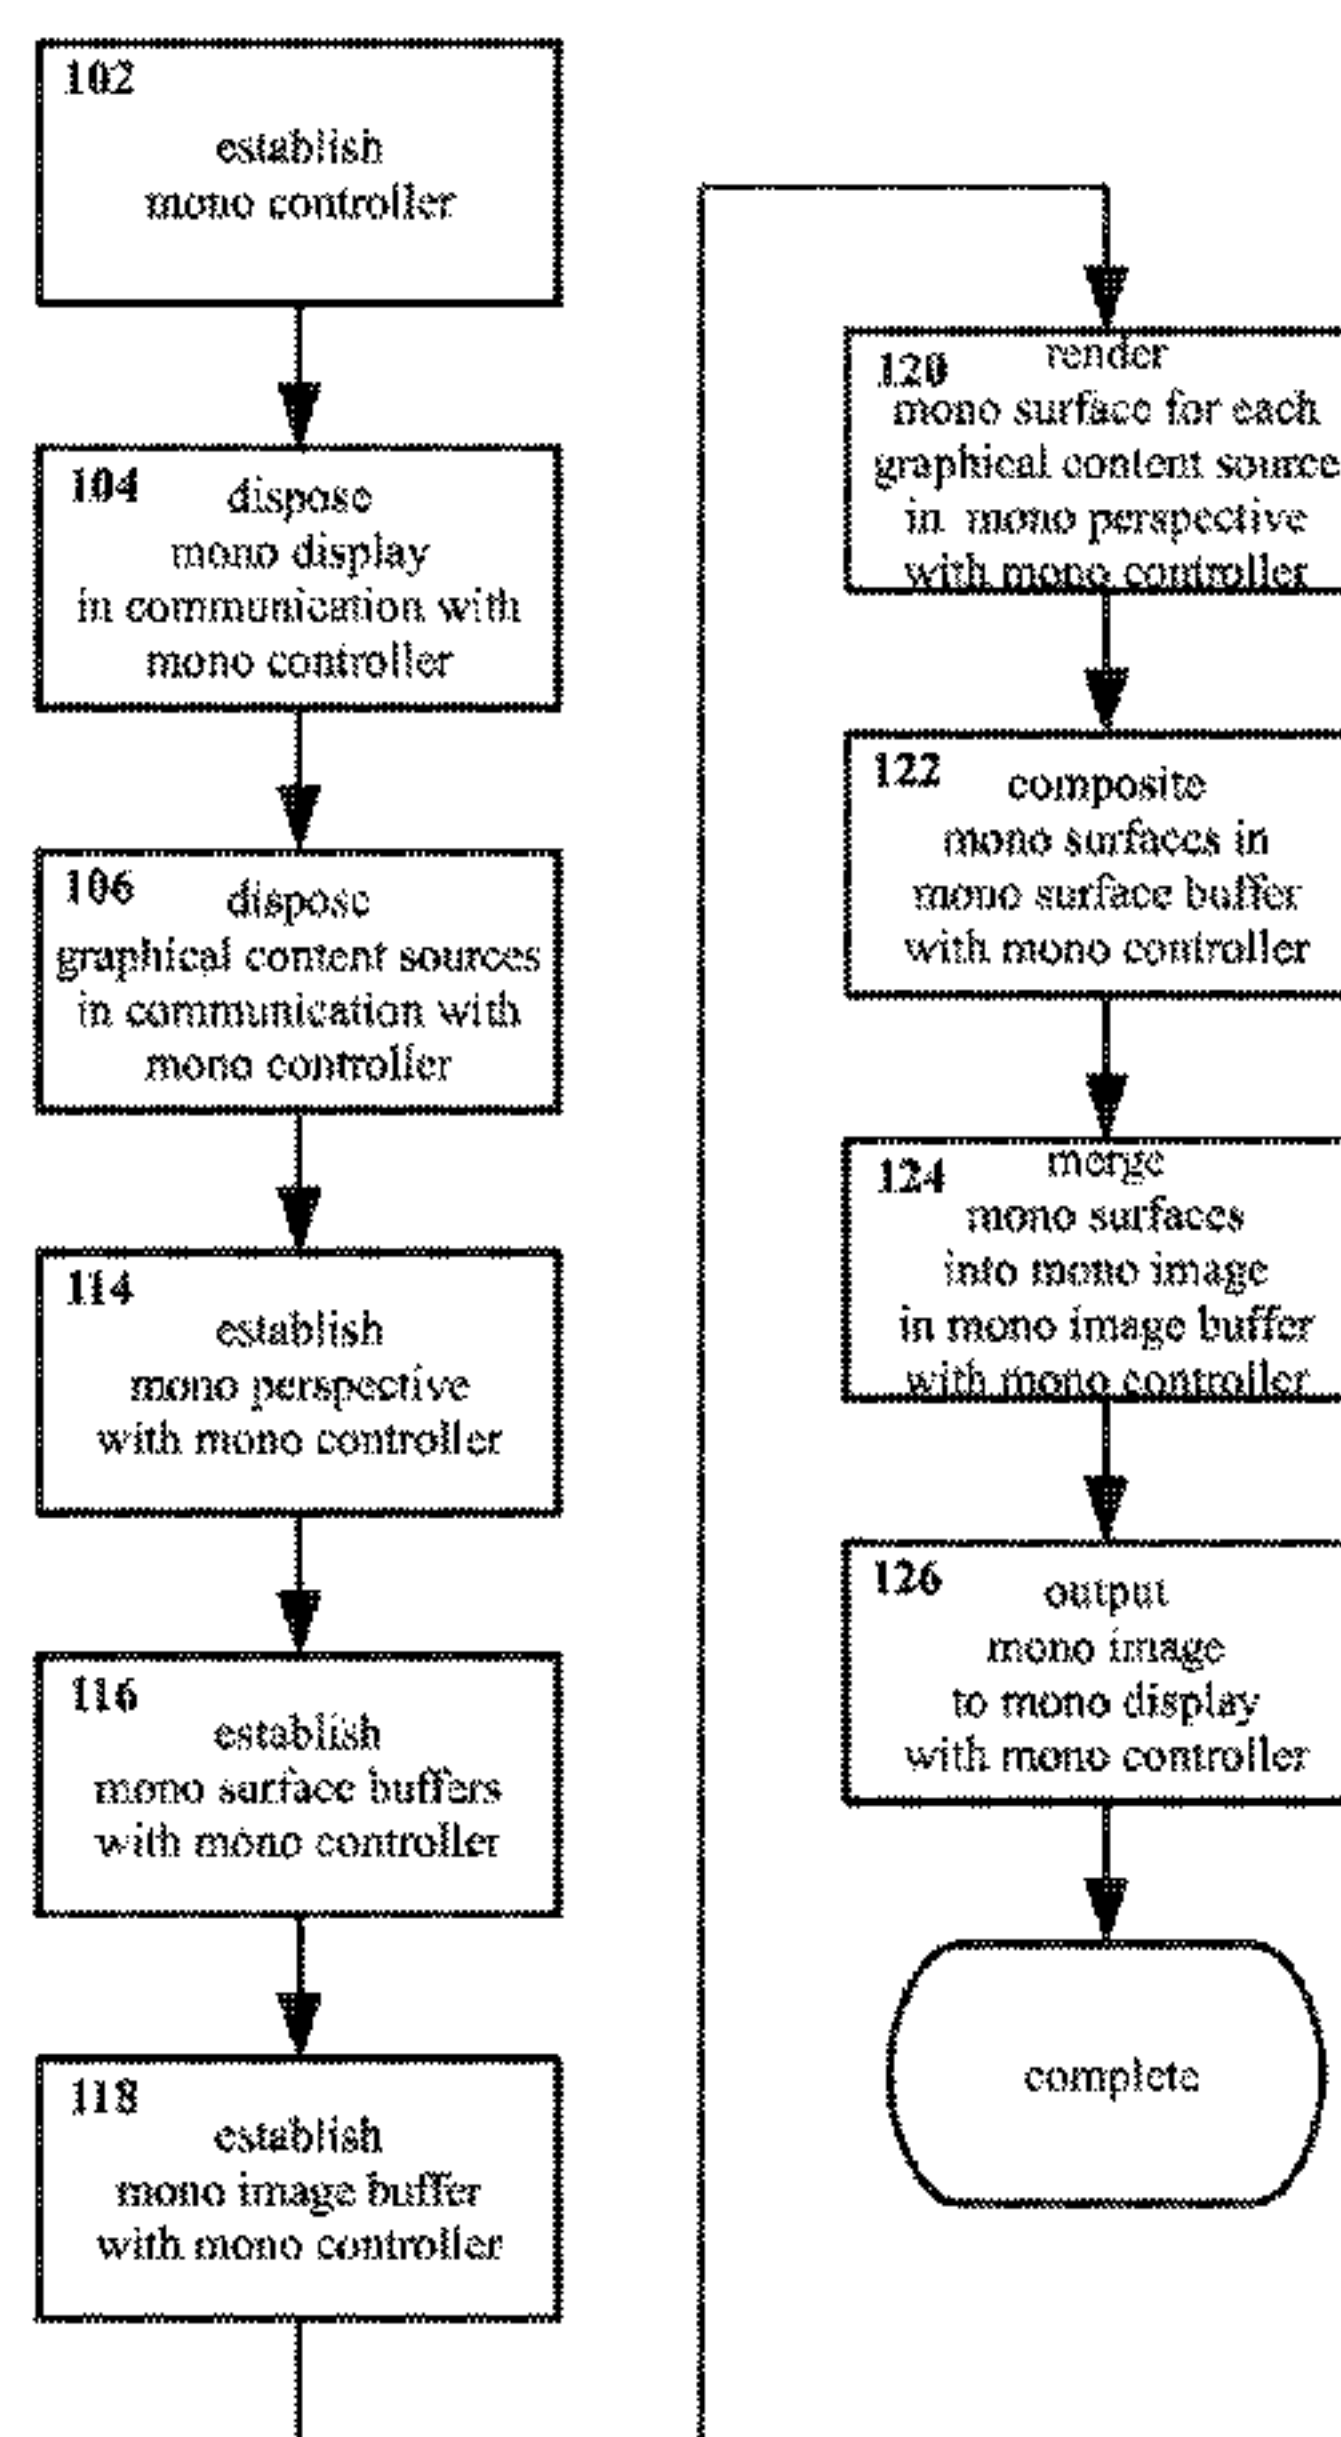 102
establish
mono controller
104
dispose
mono display
in communication with
mono controller
106
dispose
graphical content sources
in communication with
mono controller
114
establish
mono perspective
with mono controller
116
establish
mono surface buffers
with mono controller
118
establish
mono image buffer
with mono controller
120
render
mono surface for each
graphical content source
in mono perspective
with mono controller
122
composite
mono surfaces in
mono surface buffer
with mono controller
124
merge
mono surfaces
into mono image
in mono image buffer
with mono controller
126
output
mono image
to mono display
with mono controller
complete